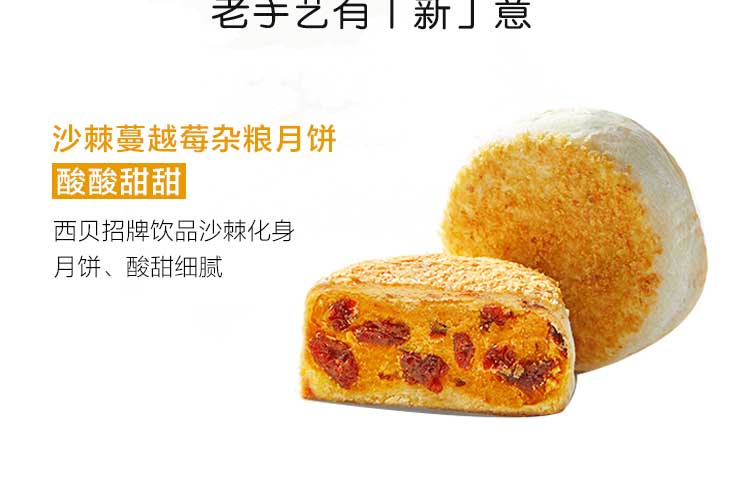 老手艺有「新」意
沙棘蔓越莓杂粮月饼
酸酸甜甜
西贝招牌饮品沙棘化身
月饼、酸甜细腻